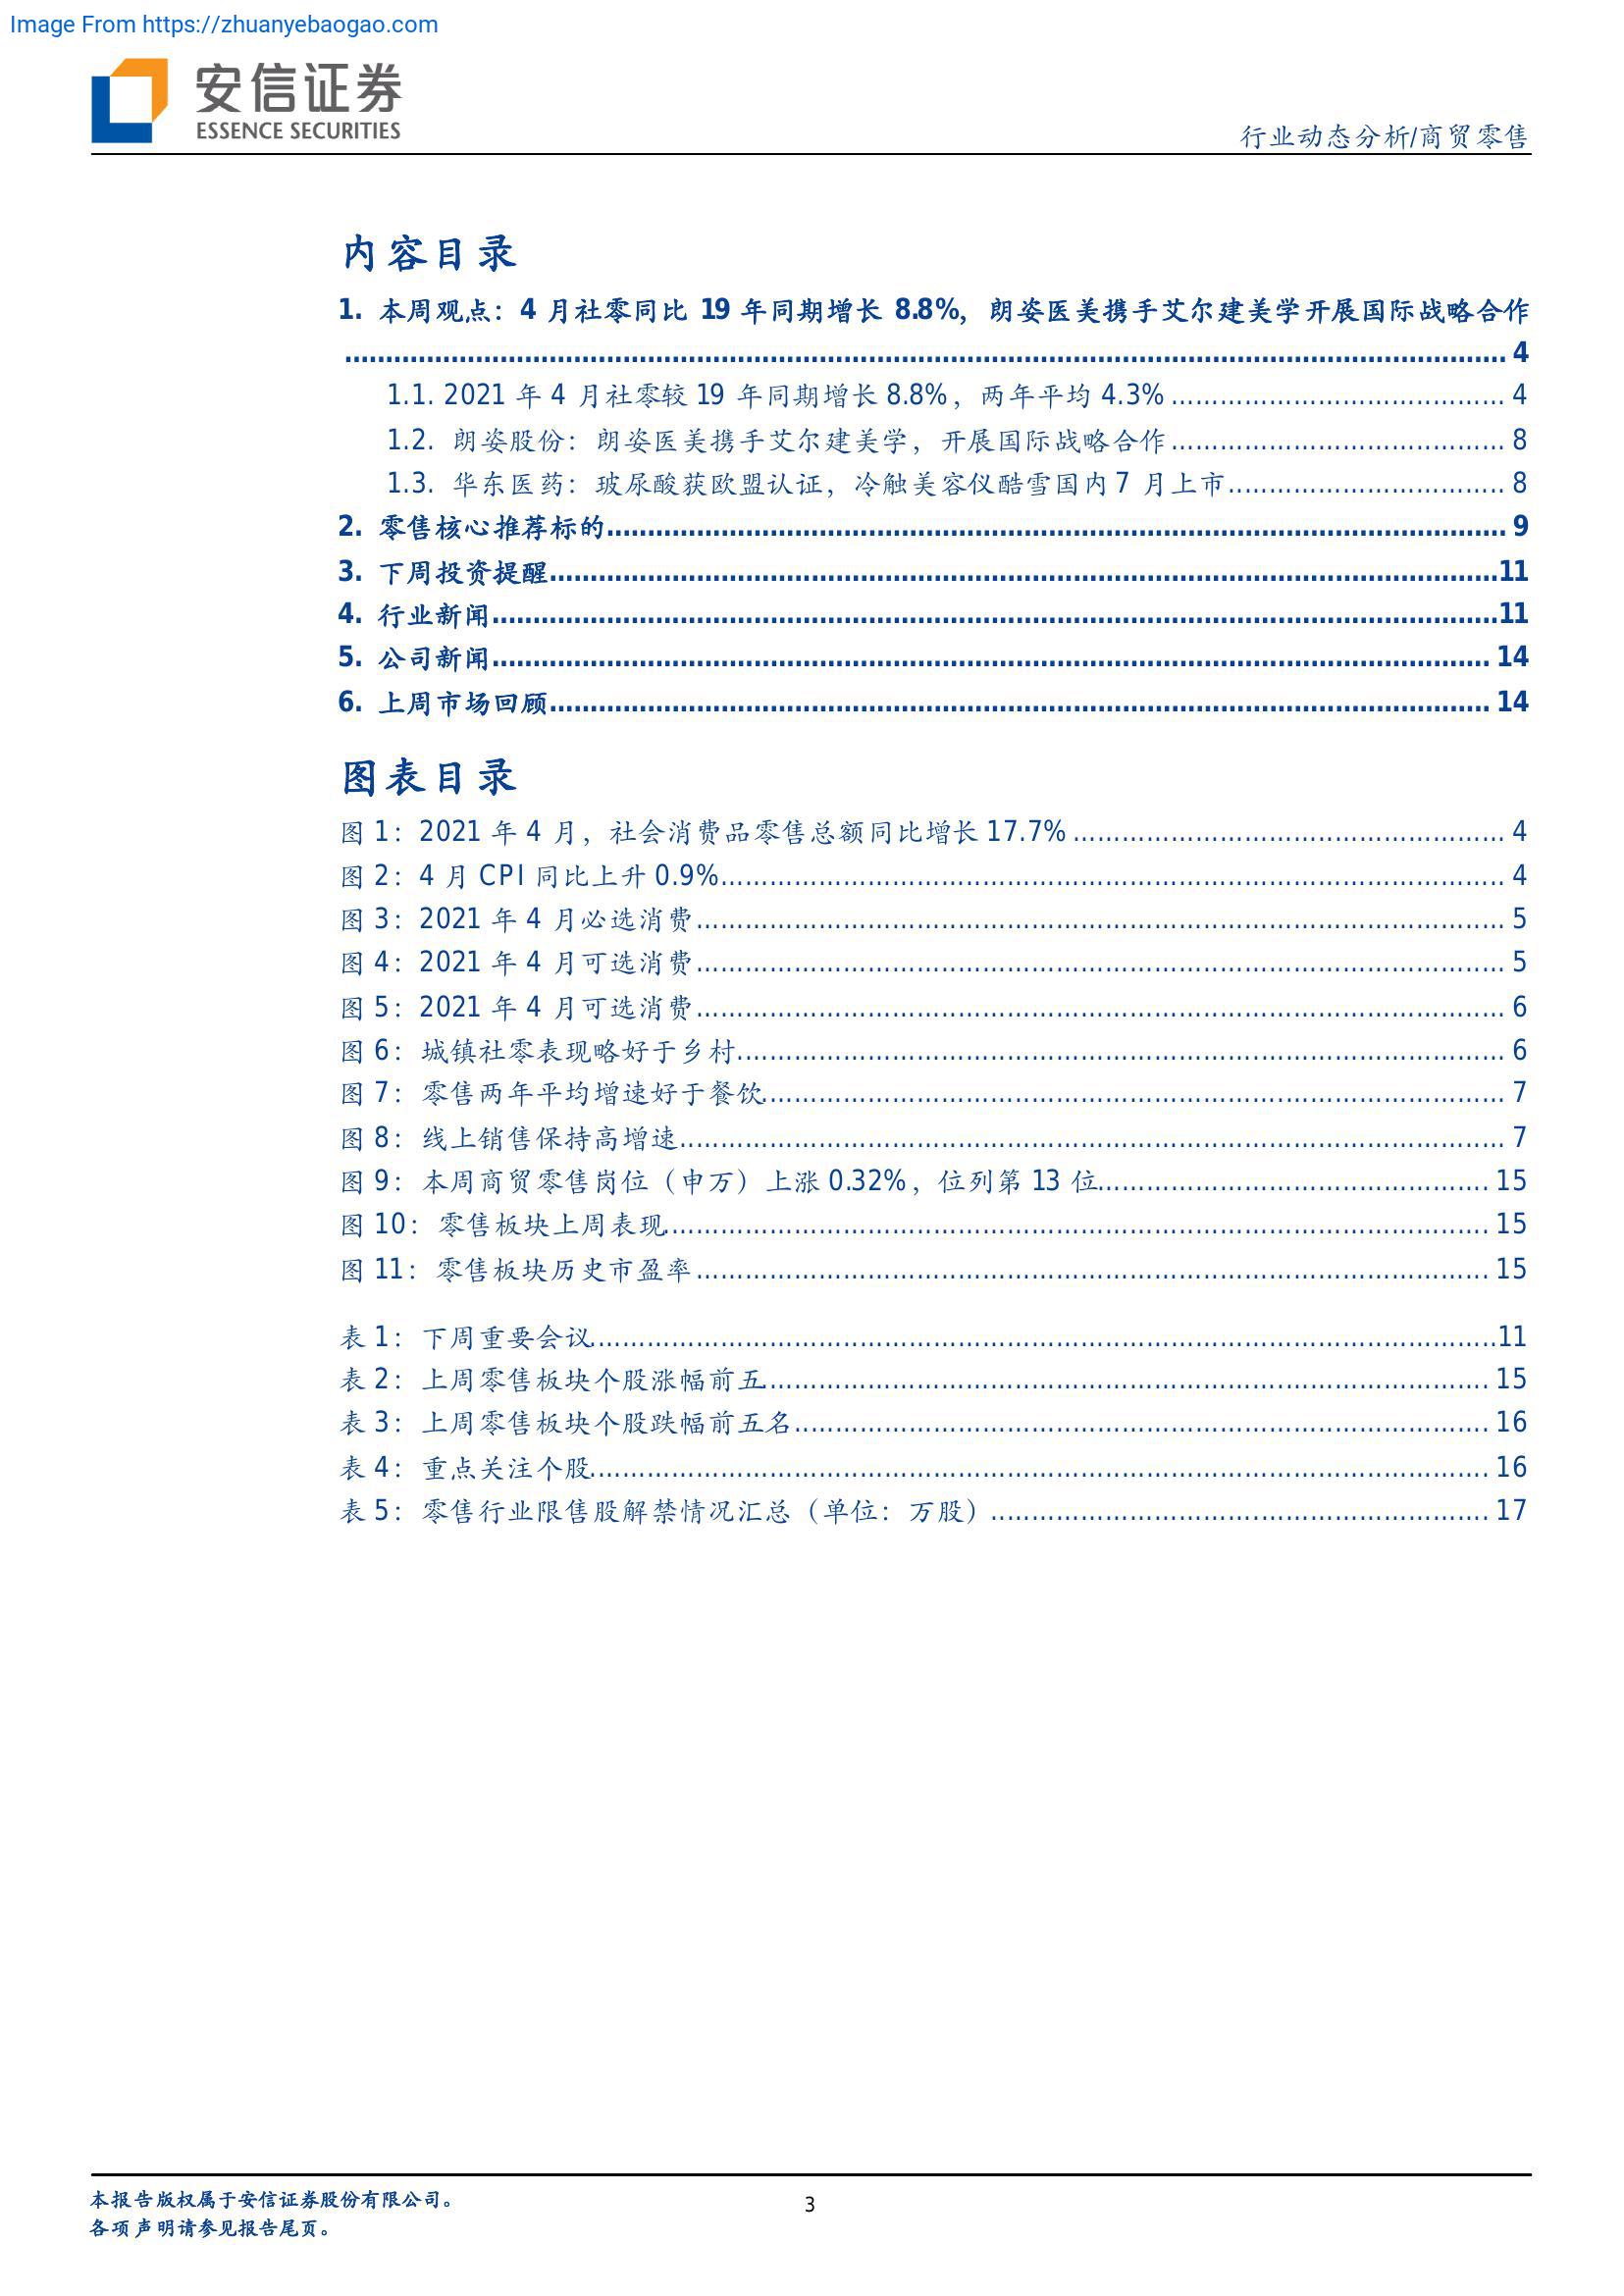 Image From https://zhuanyebaogao.com
安信证券
ESSENCE SECURITIES
行业动态分析/商贸零售
内容目录
1. 本周观点：4 月社零同比 19 年同期增长 8.8%，朗姿医美携手艾尔建美学开展国际战略合作
........................................ 4
1.1. 2021 年 4 月社零较 19 年同期增长 8.8%，两年平均 4.3% ........................................ 4
1.2. 朗姿股份：朗姿医美携手艾尔建美学，开展国际战略合作 ........................................ 8
1.3. 华东医药：玻尿酸获欧盟认证，冷触美容仪酷雪国内 7 月上市 ........................................ 8
2. 零售核心推荐标的 ........................................ 9
3. 下周投资提醒 ........................................ 11
4. 行业新闻 ........................................ 11
5. 公司新闻 ........................................ 14
6. 上周市场回顾 ........................................ 14
图表目录
图 1：2021 年 4 月，社会消费品零售总额同比增长 17.7% ........................................ 4
图 2：4 月 CPI 同比上升 0.9% ........................................ 4
图 3：2021 年 4 月必选消费 ........................................ 5
图 4：2021 年 4 月可选消费 ........................................ 5
图 5：2021 年 4 月可选消费 ........................................ 6
图 6：城镇社零表现略好于乡村 ........................................ 6
图 7：零售两年平均增速好于餐饮 ........................................ 7
图 8：线上销售保持高增速 ........................................ 7
图 9：本周商贸零售岗位（申万）上涨 0.32%，位列第 13 位 ........................................ 15
图 10：零售板块上周表现 ........................................ 15
图 11：零售板块历史市盈率 ........................................ 15
表 1：下周重要会议 ........................................ 11
表 2：上周零售板块个股涨幅前五 ........................................ 15
表 3：上周零售板块个股跌幅前五名 ........................................ 16
表 4：重点关注个股 ........................................ 16
表 5：零售行业限售股解禁情况汇总（单位：万股） ........................................ 17
本报告版权属于安信证券股份有限公司。
3
各项声明请参见报告尾页。